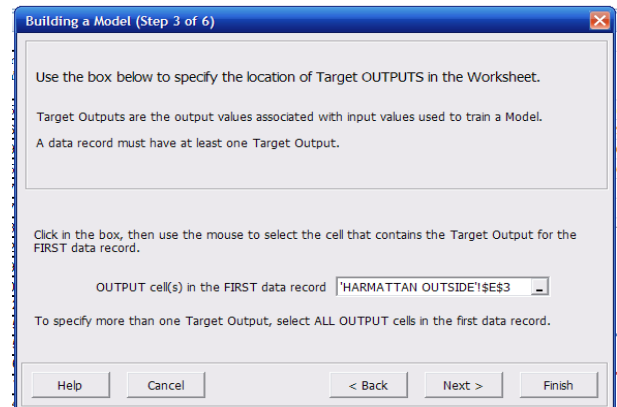 Building a Model (Step 3 of 6)
Use the box below to specify the location of Target OUTPUTS in the Worksheet.
Target Outputs are the output values associated with input values used to train a Model.
A data record must have at least one Target Output.
Click in the box, then use the mouse to select the cell that contains the Target Output for the
FIRST data record.
OUTPUT cell(s) in the FIRST data record 'HARMATTAN OUTSIDE'!$E$3
To specify more than one Target Output, select ALL OUTPUT cells in the first data record.
Help Cancel < Back Next > Finish